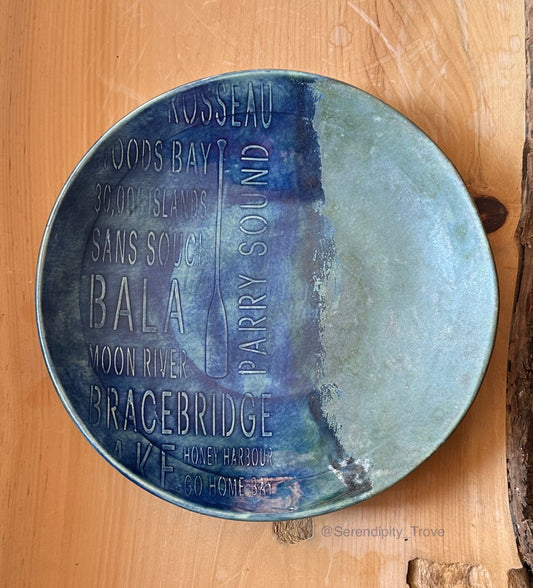 ROSSEAU
WOODS BAY
30,000 ISLANDS
SANS SOUCI
PARRY SOUND
BALA
MOON RIVER
BRACEBRIDGE
LAKE
HONEY HARBOUR
GO HOME BAY
@Serendipity_Trove